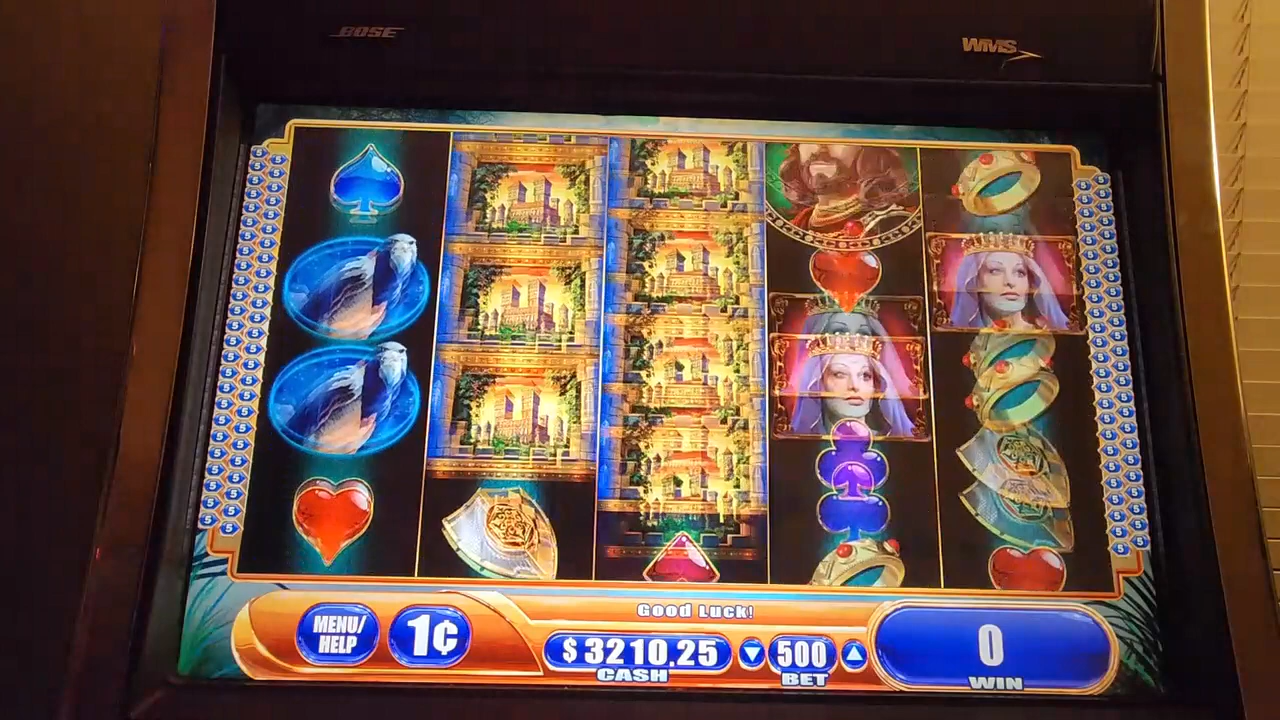 BOSE
WMS
Good Luck!
MENU/
HELP
1¢
$3210.25
CASH
500
BET
0
WIN